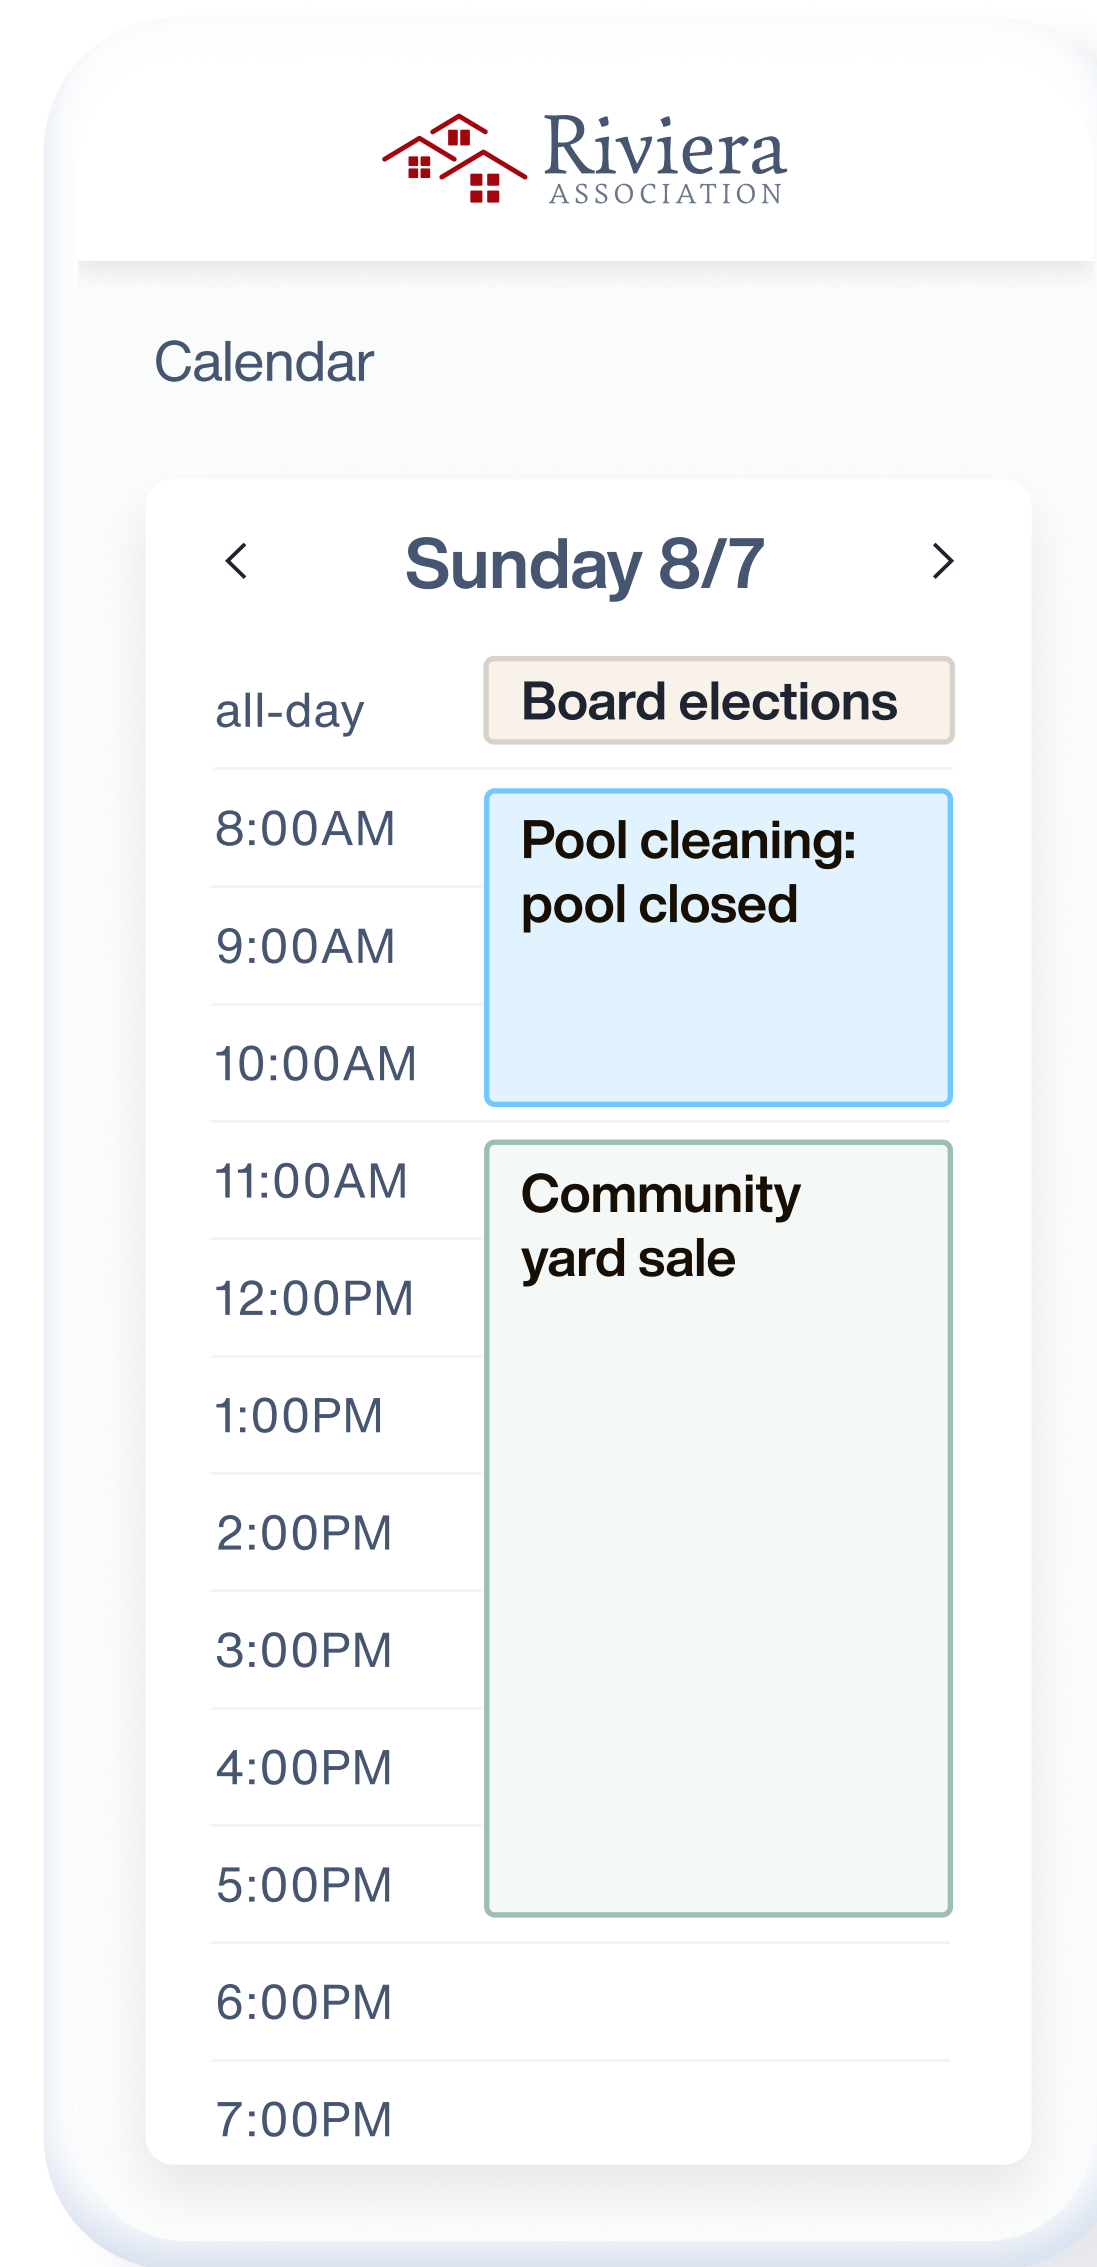 Riviera
ASSOCIATION
Calendar
Sunday 8/7
all-day
Board elections
8:00AM
Pool cleaning:
pool closed
9:00AM
10:00AM
11:00AM
Community
yard sale
12:00PM
1:00PM
2:00PM
3:00PM
4:00PM
5:00PM
6:00PM
7:00PM